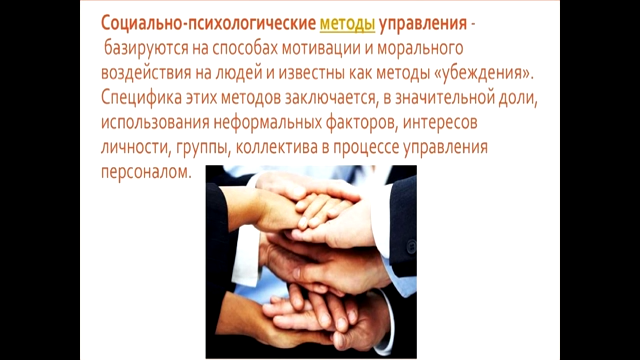 Социально-психологические методы управления -
базируются на способах мотивации и морального
воздействия на людей и известны как методы «убеждения».
Специфика этих методов заключается, в значительной доли,
использования неформальных факторов, интересов
личности, группы, коллектива в процессе управления
персоналом.